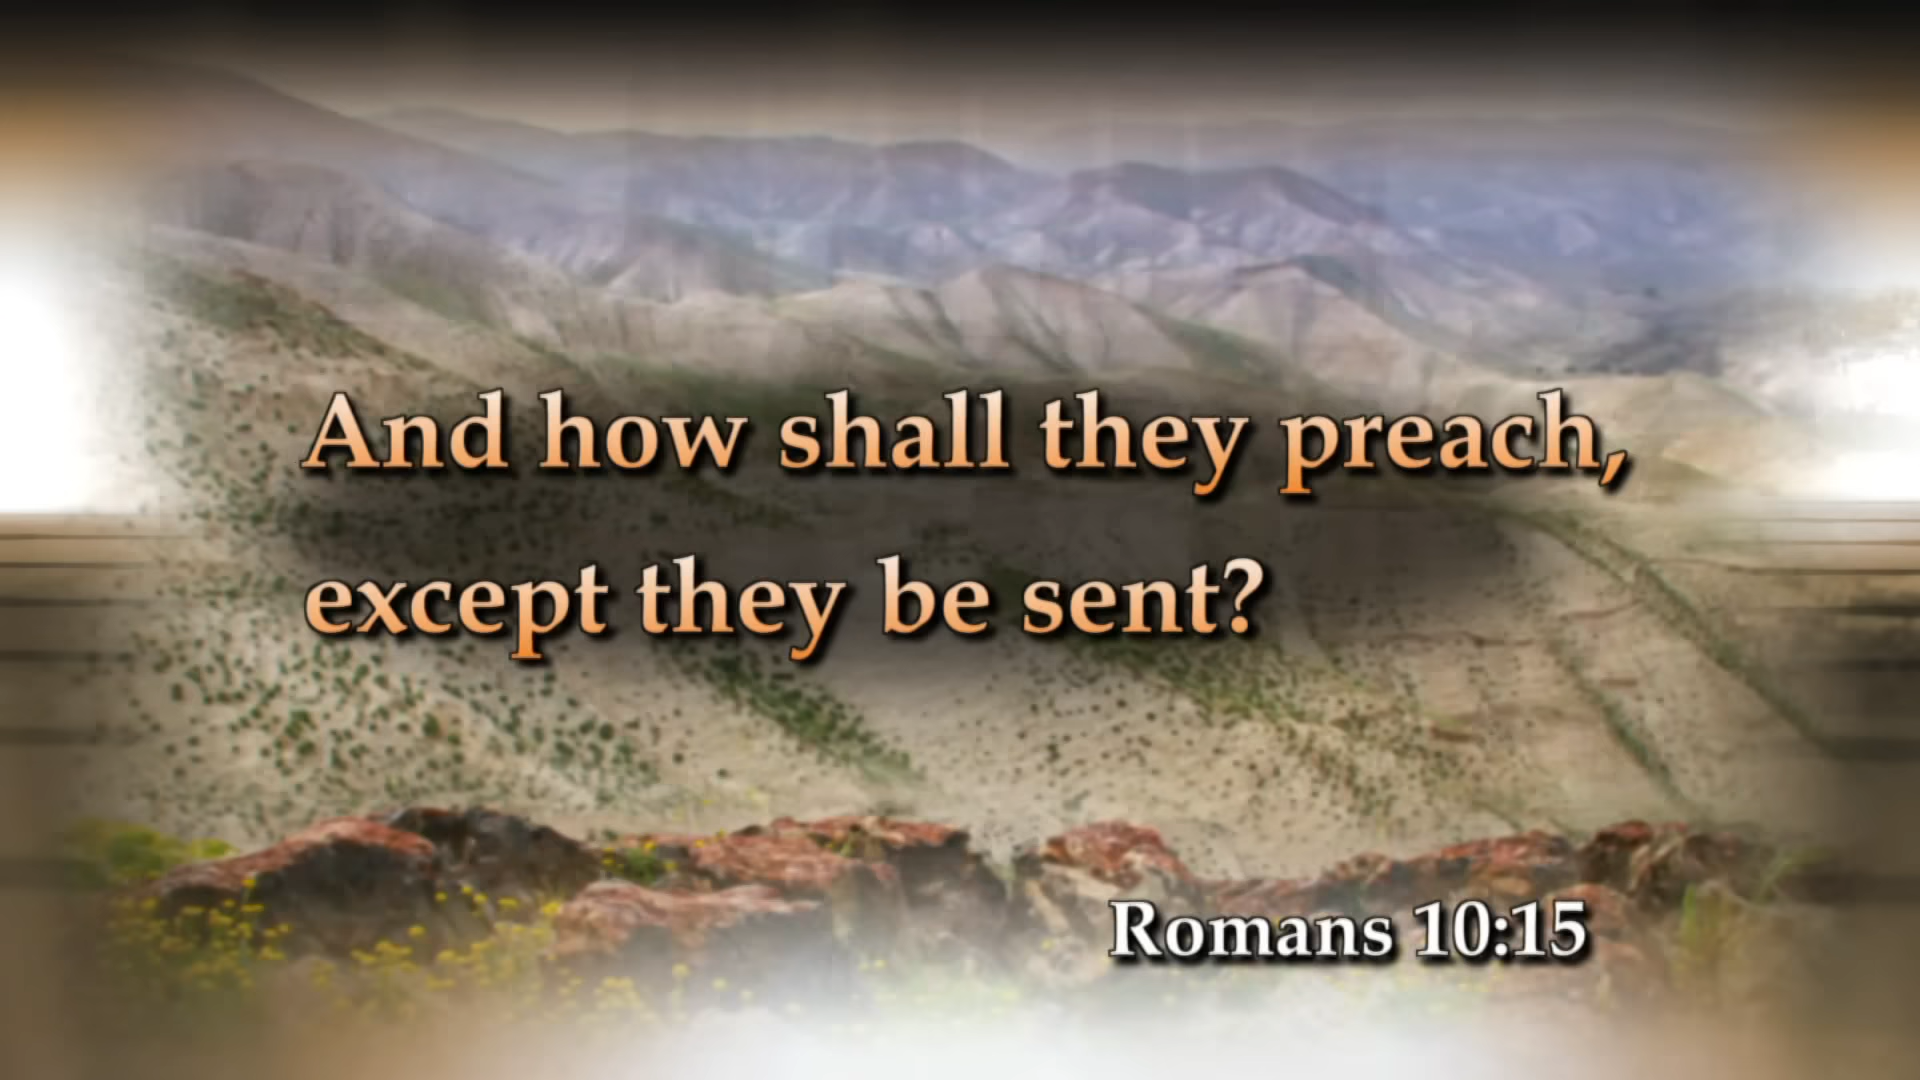 And how shall they preach,
except they be sent?
Romans 10:15